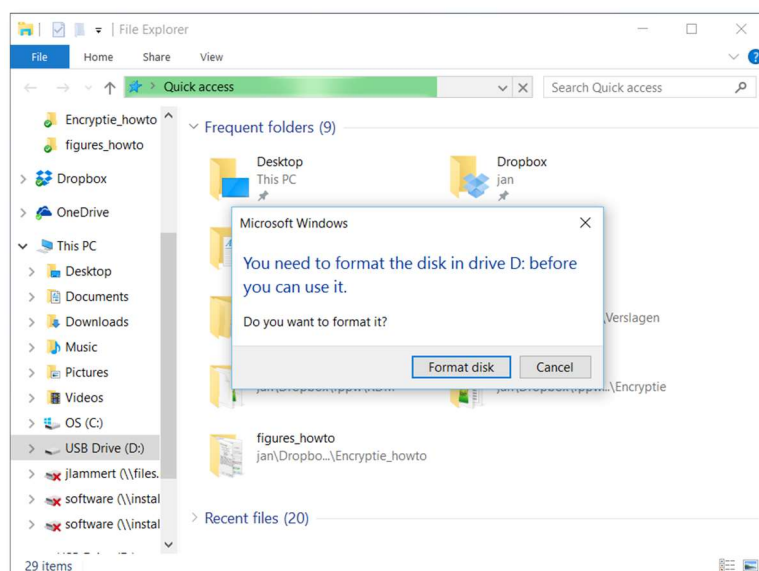 File Explorer
File Home Share View
Quick access
Search Quick access
Encryptie_howto
figures_howto
Dropbox
OneDrive
This PC
Desktop
Documents
Downloads
Music
Pictures
Videos
OS (C:)
USB Drive (D:)
jlammert (\\files.
software (\\instal
software (\\instal
Frequent folders (9)
Desktop
This PC
Dropbox
jan
Microsoft Windows
You need to format the disk in drive D: before
you can use it.
Do you want to format it?
Format disk Cancel
\Verslagen
\Encryptie
figures_howto
jan\Dropbo...\Encryptie_howto
Recent files (20)
29 items